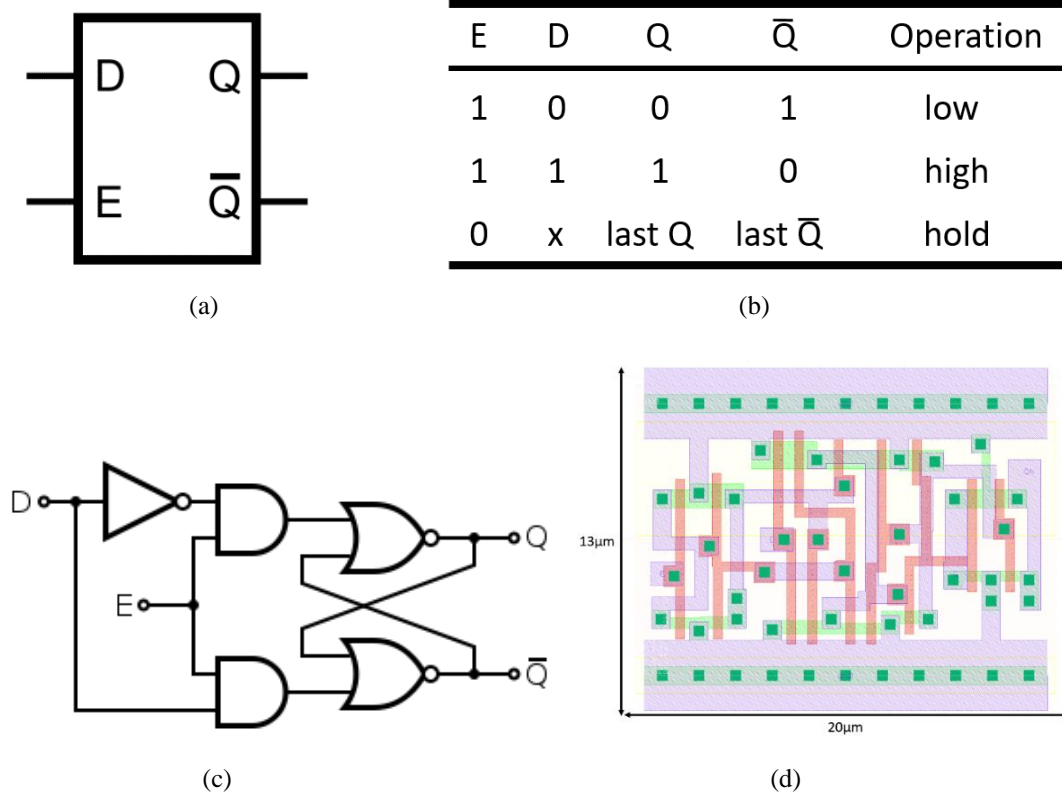 D Q
E Q̅
(a)
E D Q Q̅ Operation
1 0 0 1 low
1 1 1 0 high
0 x last Q last Q̅ hold
(b)
D
Q
E
Q̅
(c)
13μm
20μm
(d)